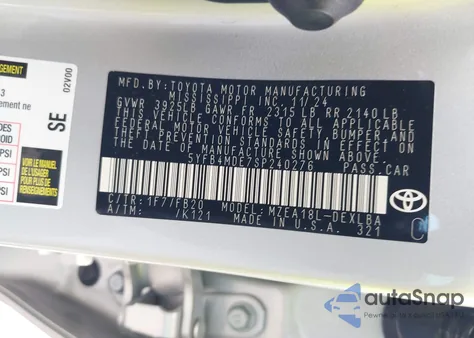 MFD. BY: TOYOTA MOTOR MANUFACTURING
MISSISSIPPI, INC. 11/24
GVWR 3925LB GAWR FR 2315LB RR 2140LB
THIS VEHICLE CONFORMS TO ALL APPLICABLE
FEDERAL MOTOR VEHICLE SAFETY, BUMPER, AND
THEFT PREVENTION STANDARDS IN EFFECT ON
THE DATE OF MANUFACTURE SHOWN ABOVE.
5YFB4MDE7SP240276 PASS.CAR
C/TR: 1F7/FB20 MODEL: MZEA18L-DEXLBA
A/TM: /K121 MADE IN U.S.A. 321
C
TOYOTA
02V00
SE
autoSnap